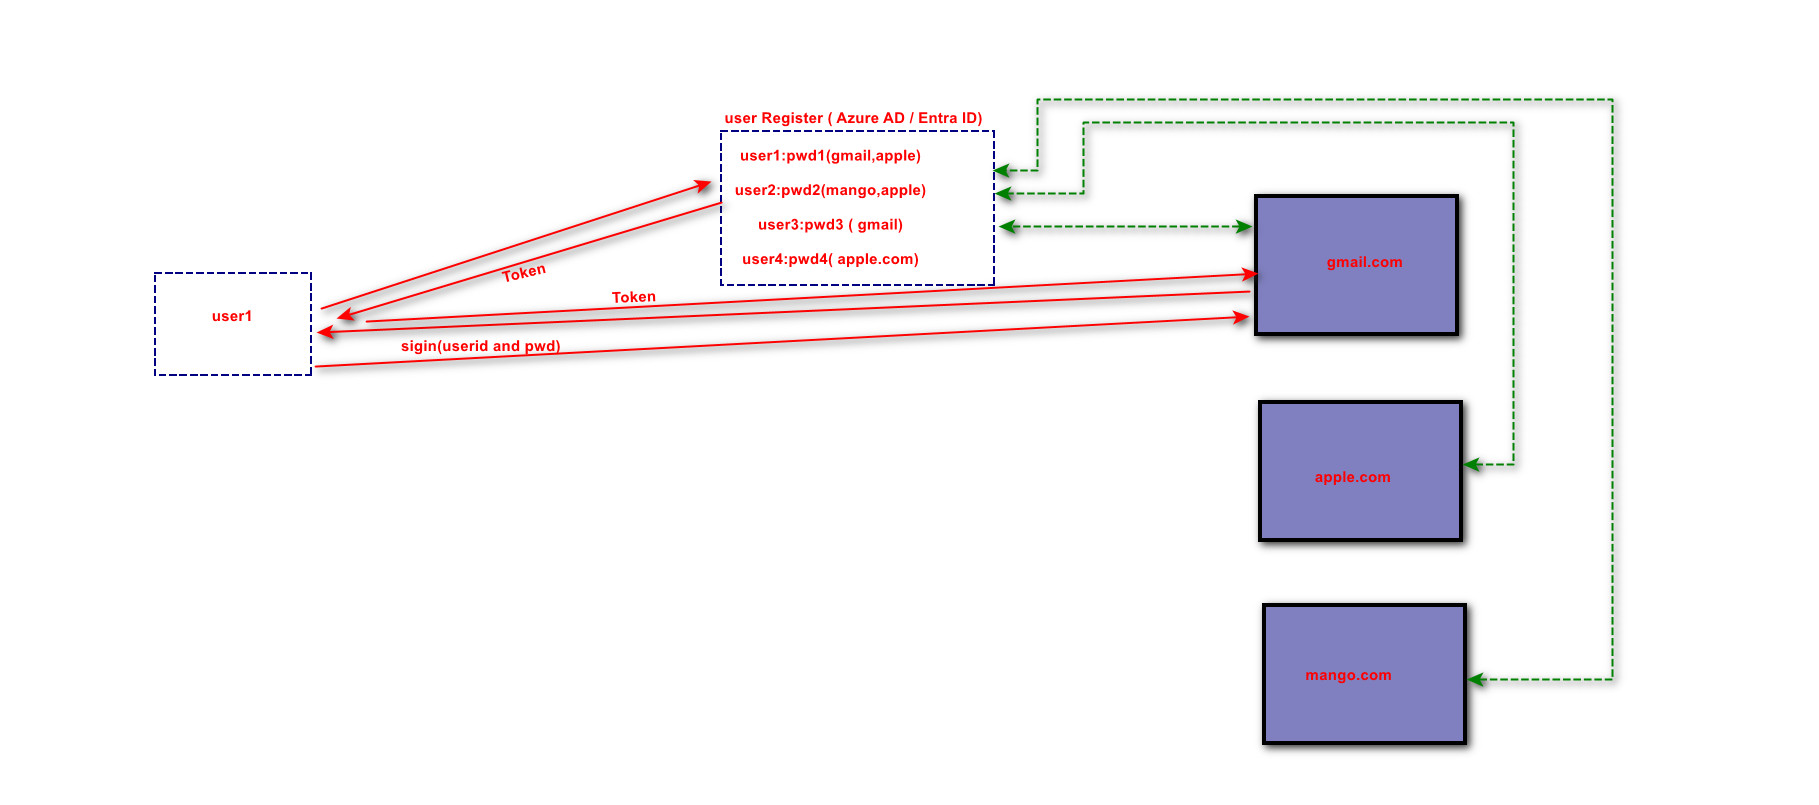 user Register ( Azure AD / Entra ID)
user1:pwd1(gmail,apple)
user2:pwd2(mango,apple)
user3:pwd3 ( gmail)
user4:pwd4( apple.com)
gmail.com
Token
Token
user1
sigin(userid and pwd)
apple.com
mango.com